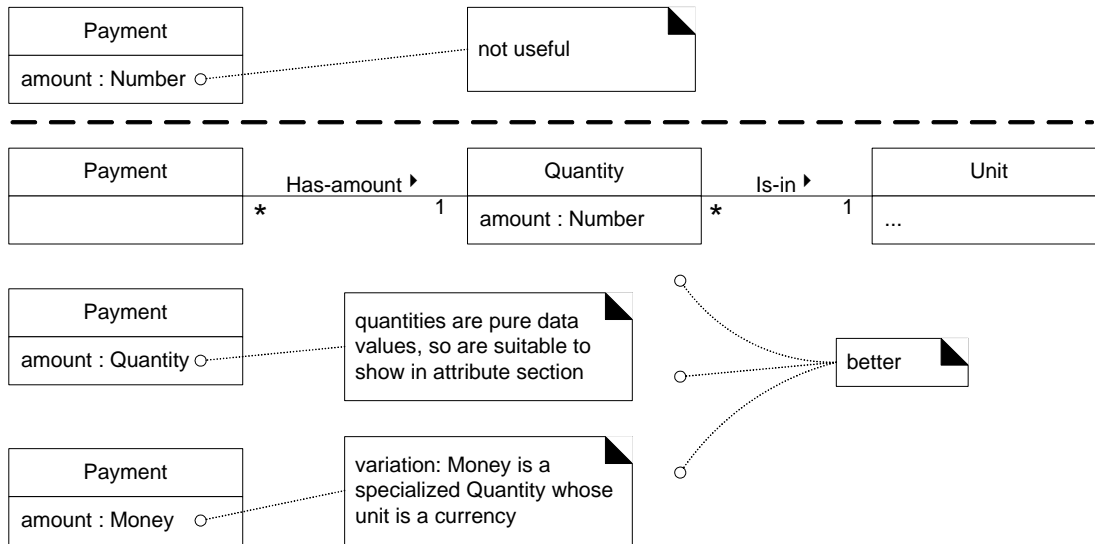 Payment
amount : Number
not useful
Payment
Has-amount
*
1
Quantity
amount : Number
Is-in
*
1
Unit
...
Payment
amount : Quantity
quantities are pure data
values, so are suitable to
show in attribute section
better
Payment
amount : Money
variation: Money is a
specialized Quantity whose
unit is a currency